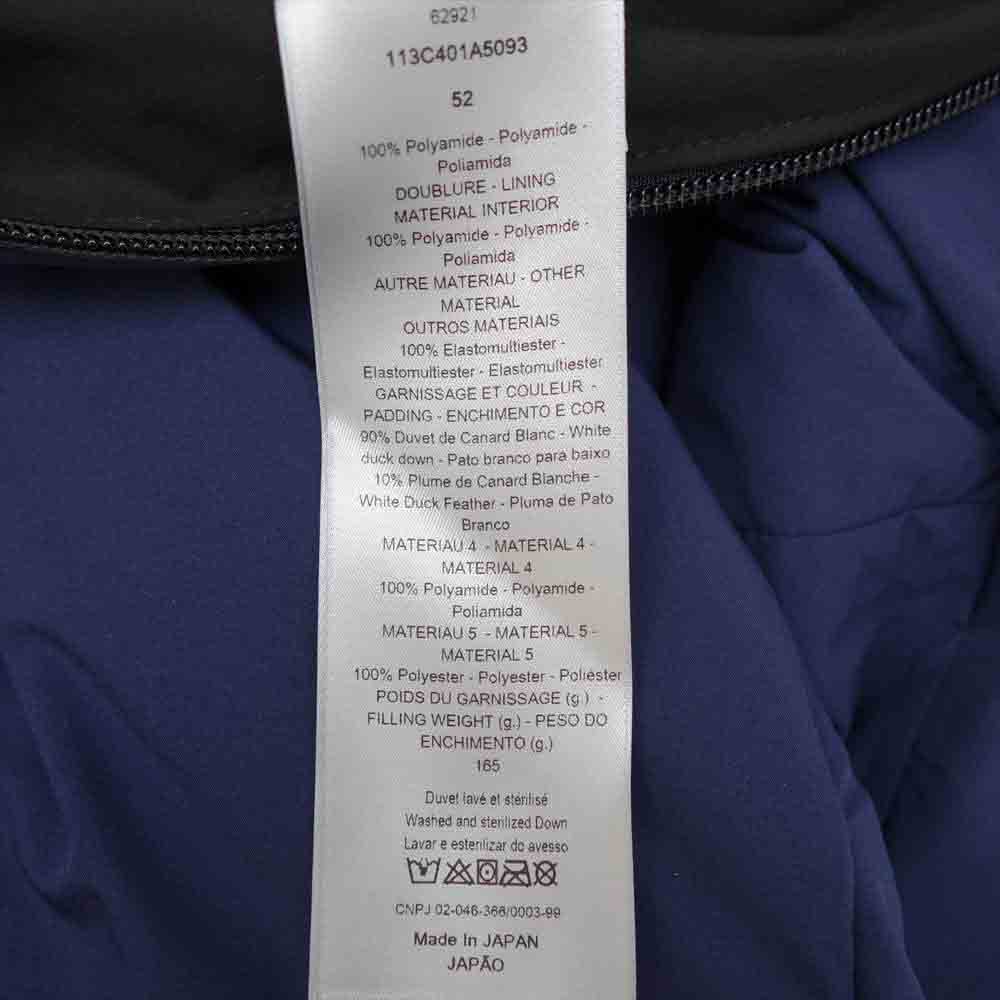 62921
113C401A5093
52
100% Polyamide - Polyamide -
Poliamida
DOUBLURE - LINING
MATERIAL INTERIOR
100% Polyamide - Polyamide -
Poliamida
AUTRE MATERIAU - OTHER
MATERIAL
OUTROS MATERIAIS
100% Elastomultiester -
Elastomultiester - Elastomultiester
GARNISSAGE ET COULEUR -
PADDING - ENCHIMENTO E COR
90% Duvet de Canard Blanc - White
duck down - Pato branco para baixo
10% Plume de Canard Blanche -
White Duck Feather - Pluma de Pato
Branco
MATERIAU 4 - MATERIAL 4 -
MATERIAL 4
100% Polyamide - Polyamide -
Poliamida
MATERIAU 5 - MATERIAL 5 -
MATERIAL 5
100% Polyester - Polyester - Poliéster
POIDS DU GARNISSAGE (g.) -
FILLING WEIGHT (g.) - PESO DO
ENCHIMENTO (g.)
165
Duvet lavé et stérilisé
Washed and sterilized Down
Lavar e esterilizar do avesso
CNPJ 02-046-366/0003-99
Made In JAPAN
JAPÃO